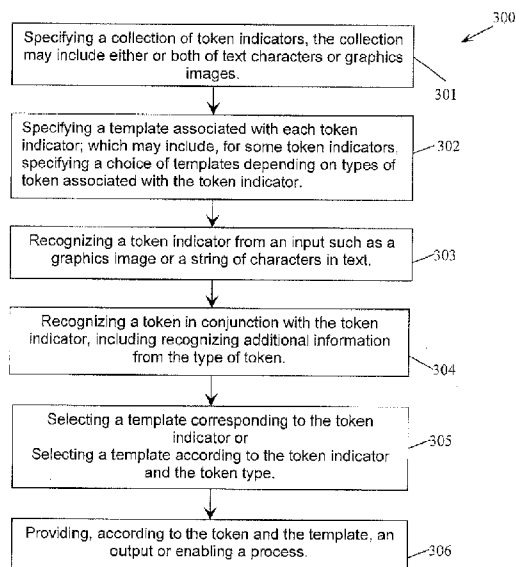 300
Specifying a collection of token indicators, the collection
may include either or both of text characters or graphics
images.
301
Specifying a template associated with each token
indicator; which may include, for some token indicators,
specifying a choice of templates depending on types of
token associated with the token indicator.
302
Recognizing a token indicator from an input such as a
graphics image or a string of characters in text.
303
Recognizing a token in conjunction with the token
indicator, including recognizing additional information
from the type of token.
304
Selecting a template corresponding to the token
indicator or
Selecting a template according to the token indicator
and the token type.
305
Providing, according to the token and the template, an
output or enabling a process.
306